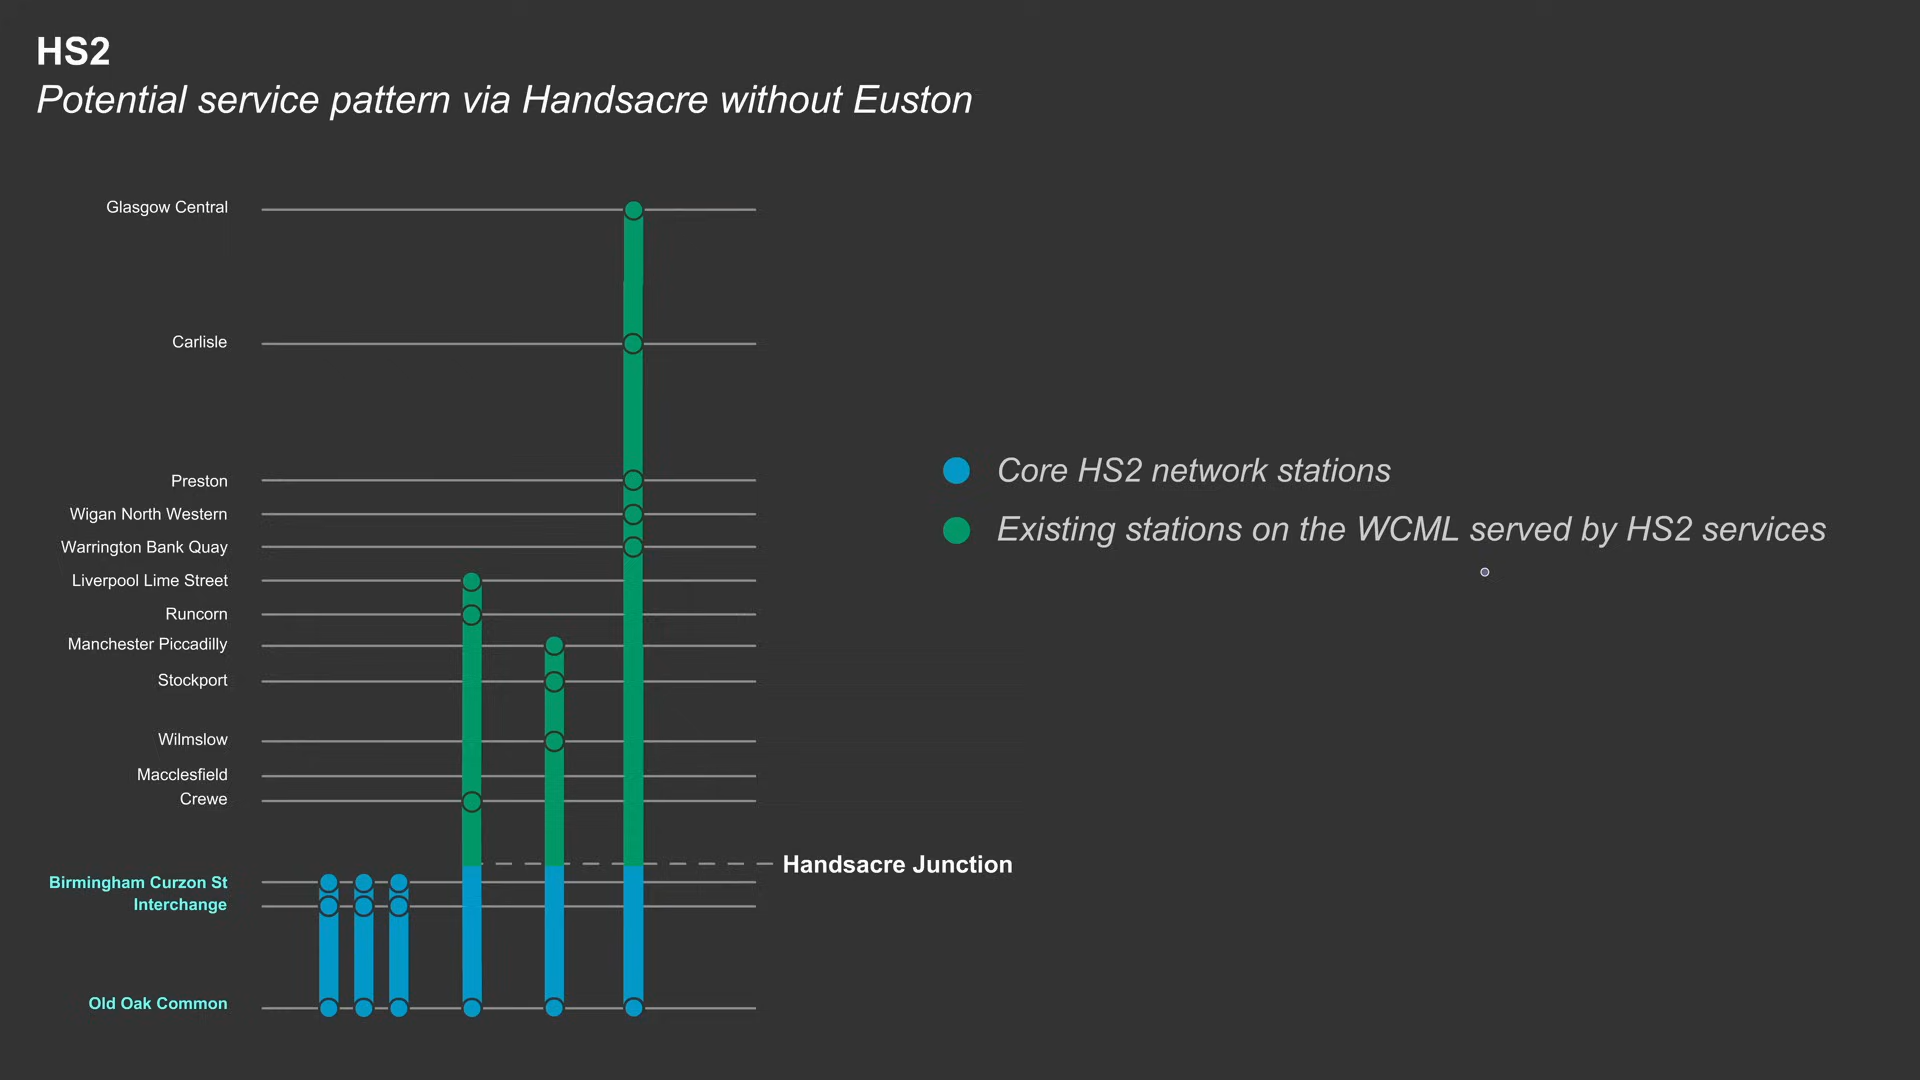 HS2
Potential service pattern via Handsacre without Euston
Glasgow Central
Carlisle
Preston
Wigan North Western
Warrington Bank Quay
Liverpool Lime Street
Runcorn
Manchester Piccadilly
Stockport
Wilmslow
Macclesfield
Crewe
Handsacre Junction
Birmingham Curzon St
Interchange
Old Oak Common
Core HS2 network stations
Existing stations on the WCML served by HS2 services